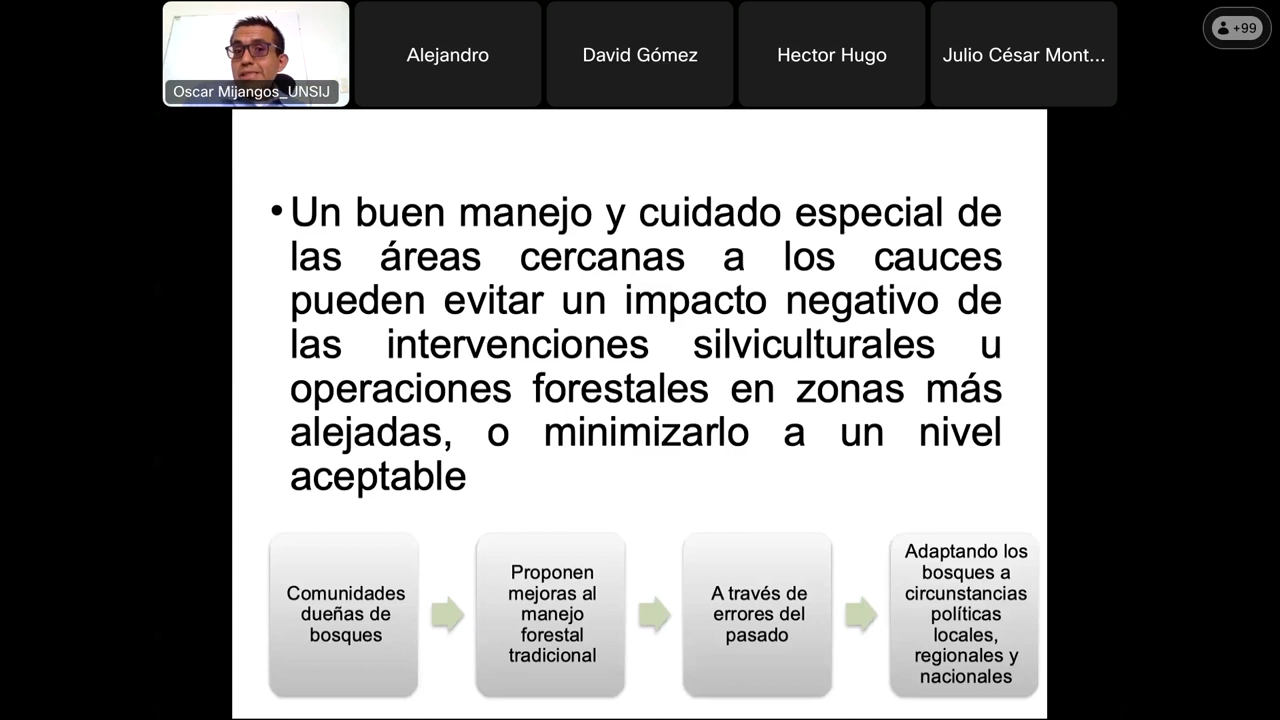 Oscar Mijangos_UNSIJ
Alejandro
David Gómez
Hector Hugo
Julio César Mont...
+99
• Un buen manejo y cuidado especial de
las áreas cercanas a los cauces
pueden evitar un impacto negativo de
las intervenciones silviculturales u
operaciones forestales en zonas más
alejadas, o minimizarlo a un nivel
aceptable
Comunidades
dueñas de
bosques
Proponen
mejoras al
manejo
forestal
tradicional
A través de
errores del
pasado
Adaptando los
bosques a
circunstancias
políticas
locales,
regionales y
nacionales